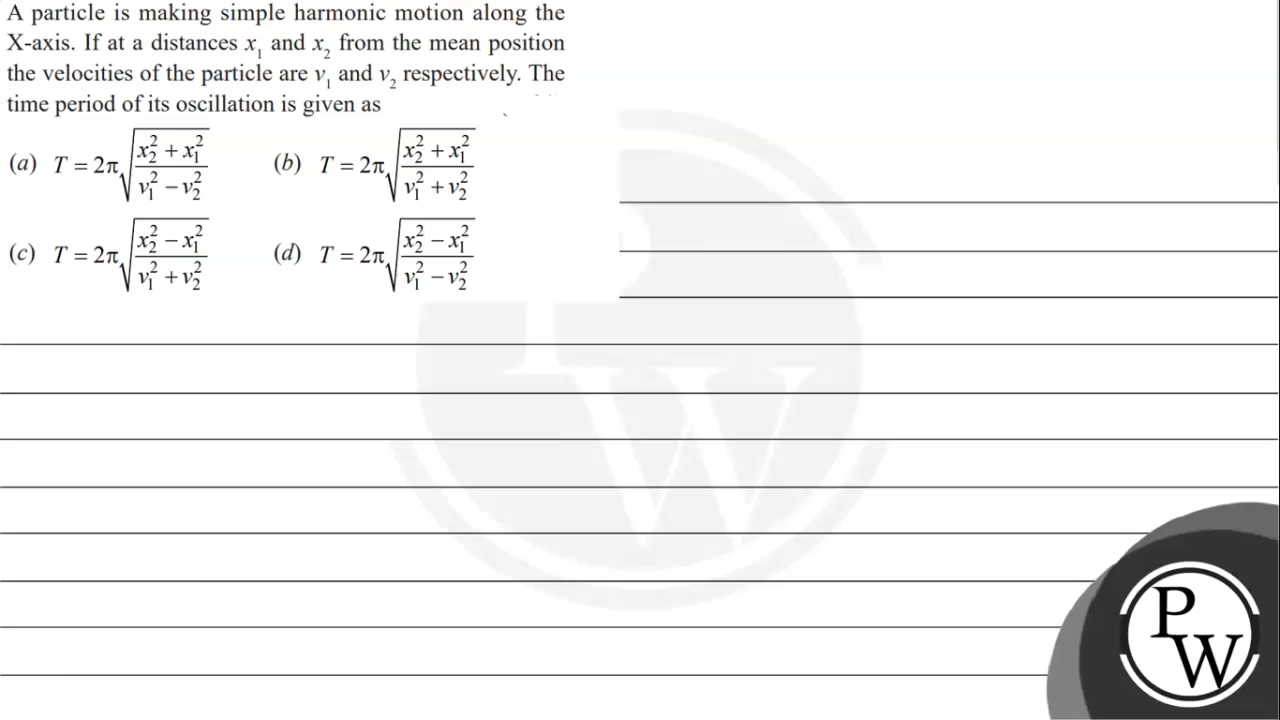 A particle is making simple harmonic motion along the
X-axis. If at a distances x₁ and x₂ from the mean position
the velocities of the particle are v₁ and v₂ respectively. The
time period of its oscillation is given as
(a) T = 2π√((x₂² + x₁²)/(v₁² − v₂²)) (b) T = 2π√((x₂² + x₁²)/(v₁² + v₂²))
(c) T = 2π√((x₂² − x₁²)/(v₁² + v₂²)) (d) T = 2π√((x₂² − x₁²)/(v₁² − v₂²))
PW
PW